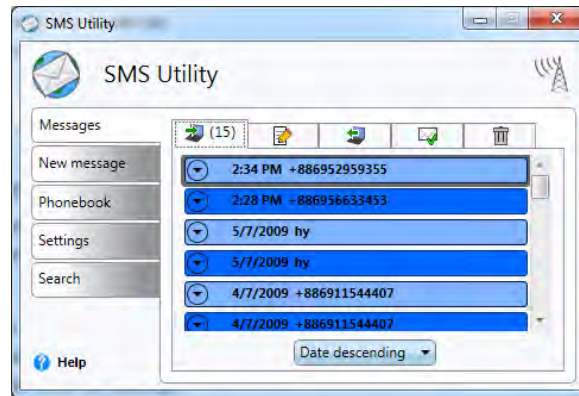 SMS Utility
SMS Utility
Messages
New message
Phonebook
Settings
Search
Help
(15)
2:34 PM +886952959355
2:28 PM +886956633453
5/7/2009 hy
5/7/2009 hy
4/7/2009 +886911544407
4/7/2009 +886911544407
Date descending